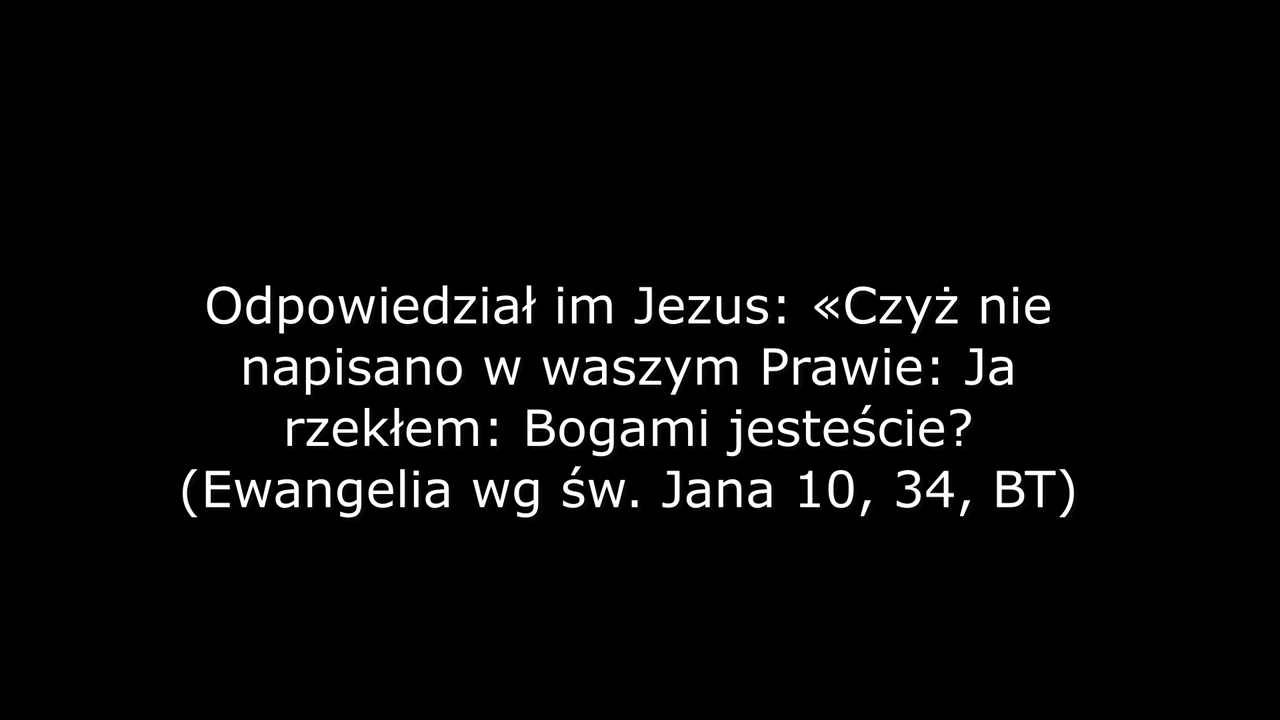 Odpowiedział im Jezus: «Czyż nie
napisano w waszym Prawie: Ja
rzekłem: Bogami jesteście?
(Ewangelia wg św. Jana 10, 34, BT)